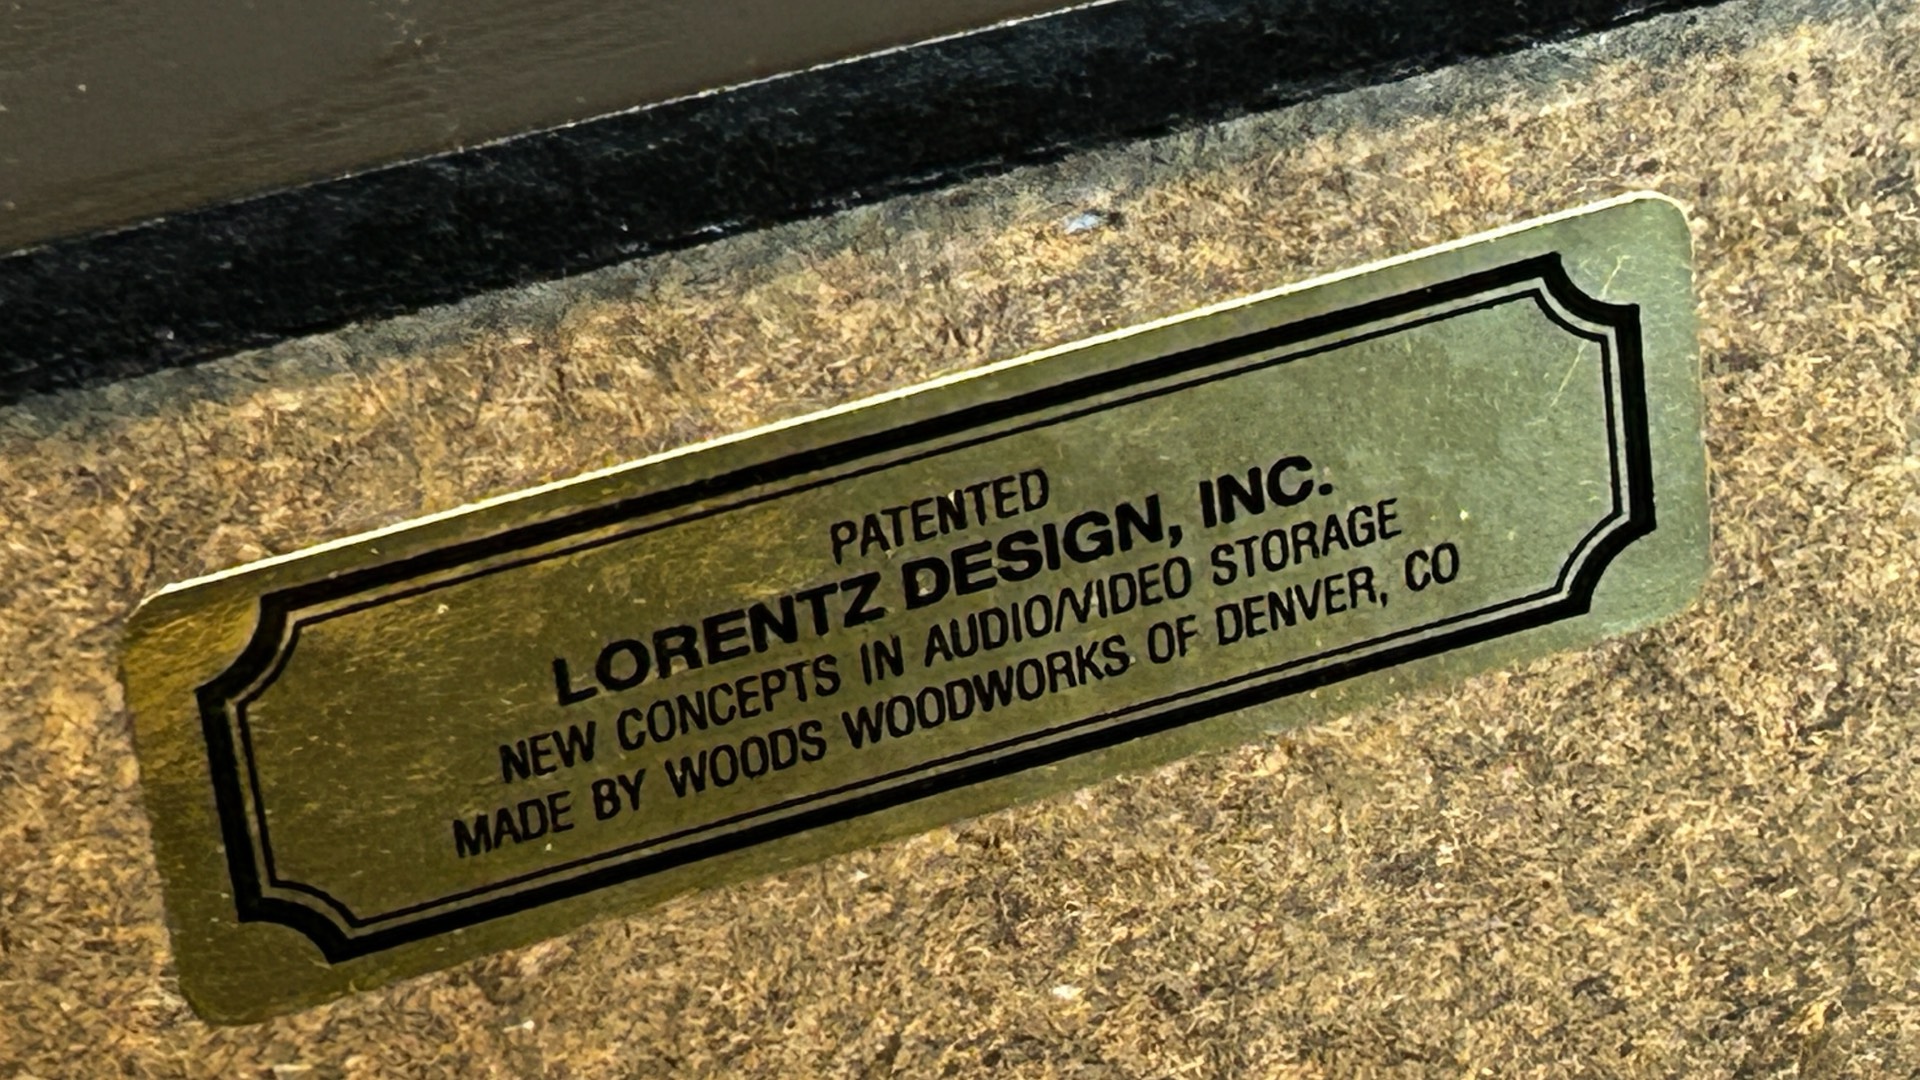 PATENTED
LORENTZ DESIGN, INC.
NEW CONCEPTS IN AUDIO/VIDEO STORAGE
MADE BY WOODS WOODWORKS OF DENVER, CO